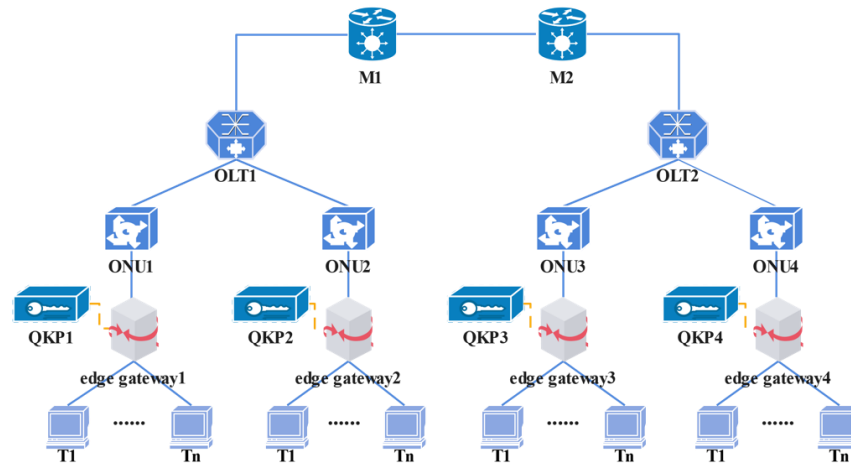 M1 M2
OLT1 OLT2
ONU1 ONU2 ONU3 ONU4
QKP1 QKP2 QKP3 QKP4
edge gateway1 edge gateway2 edge gateway3 edge gateway4
...... ...... ...... ......
T1 Tn T1 Tn T1 Tn T1 Tn